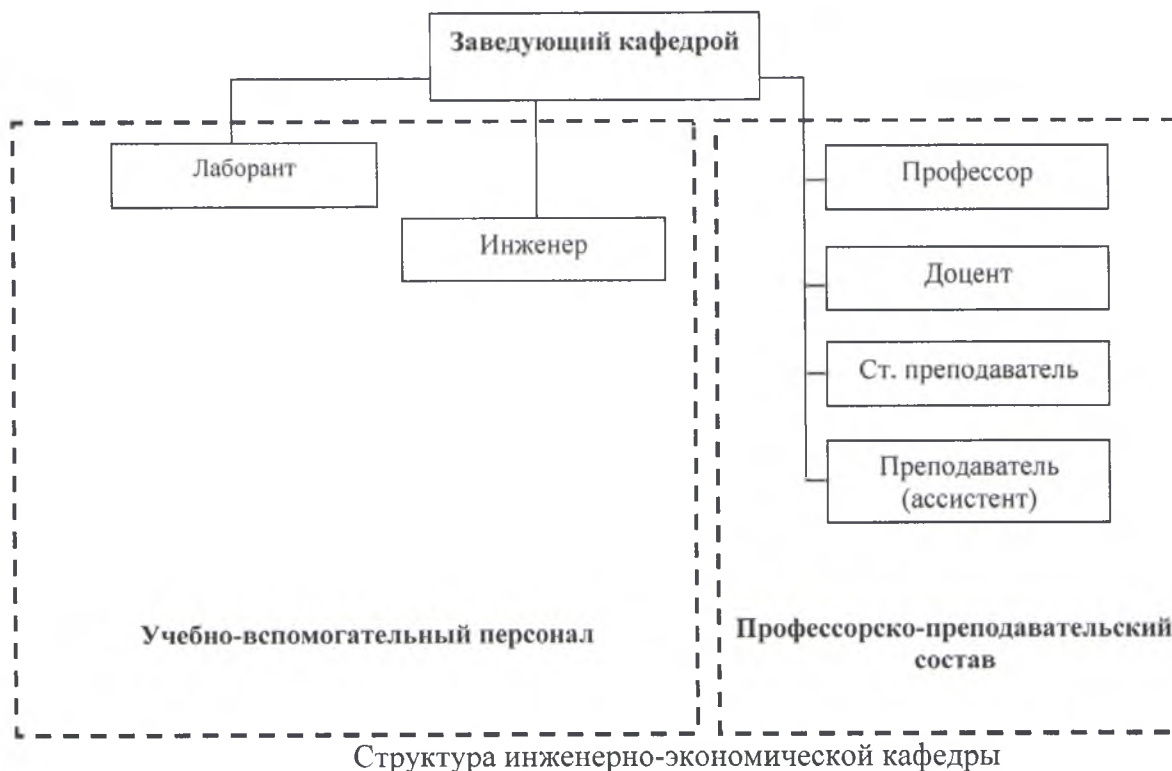 Заведующий кафедрой
Лаборант
Инженер
Профессор
Доцент
Ст. преподаватель
Преподаватель
(ассистент)
Учебно-вспомогательный персонал
Профессорско-преподавательский
состав
Структура инженерно-экономической кафедры